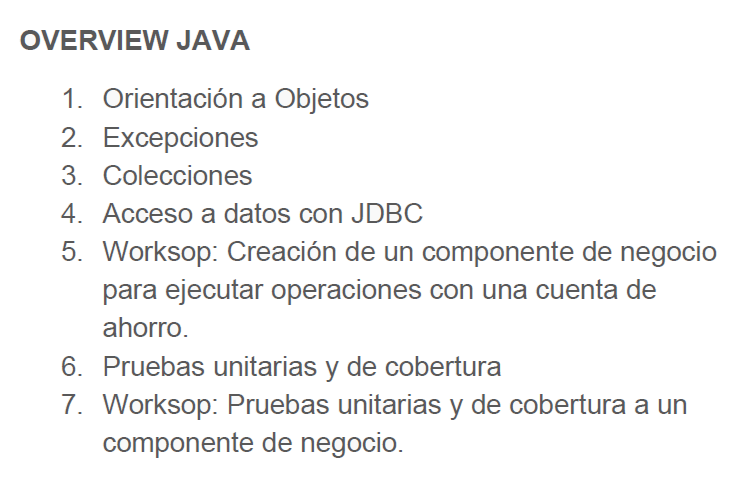 OVERVIEW JAVA
1. Orientación a Objetos
2. Excepciones
3. Colecciones
4. Acceso a datos con JDBC
5. Worksop: Creación de un componente de negocio
para ejecutar operaciones con una cuenta de
ahorro.
6. Pruebas unitarias y de cobertura
7. Worksop: Pruebas unitarias y de cobertura a un
componente de negocio.